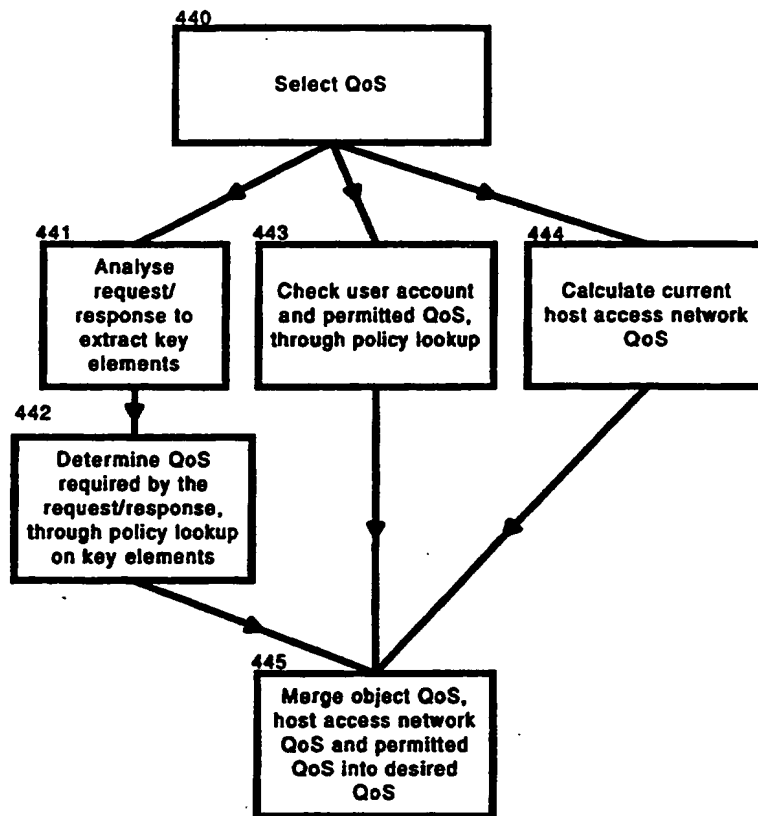 440
Select QoS
441
Analyse
request/
response to
extract key
elements
443
Check user account
and permitted QoS,
through policy lookup
444
Calculate current
host access network
QoS
442
Determine QoS
required by the
request/response,
through policy lookup
on key elements
445
Merge object QoS,
host access network
QoS and permitted
QoS into desired
QoS